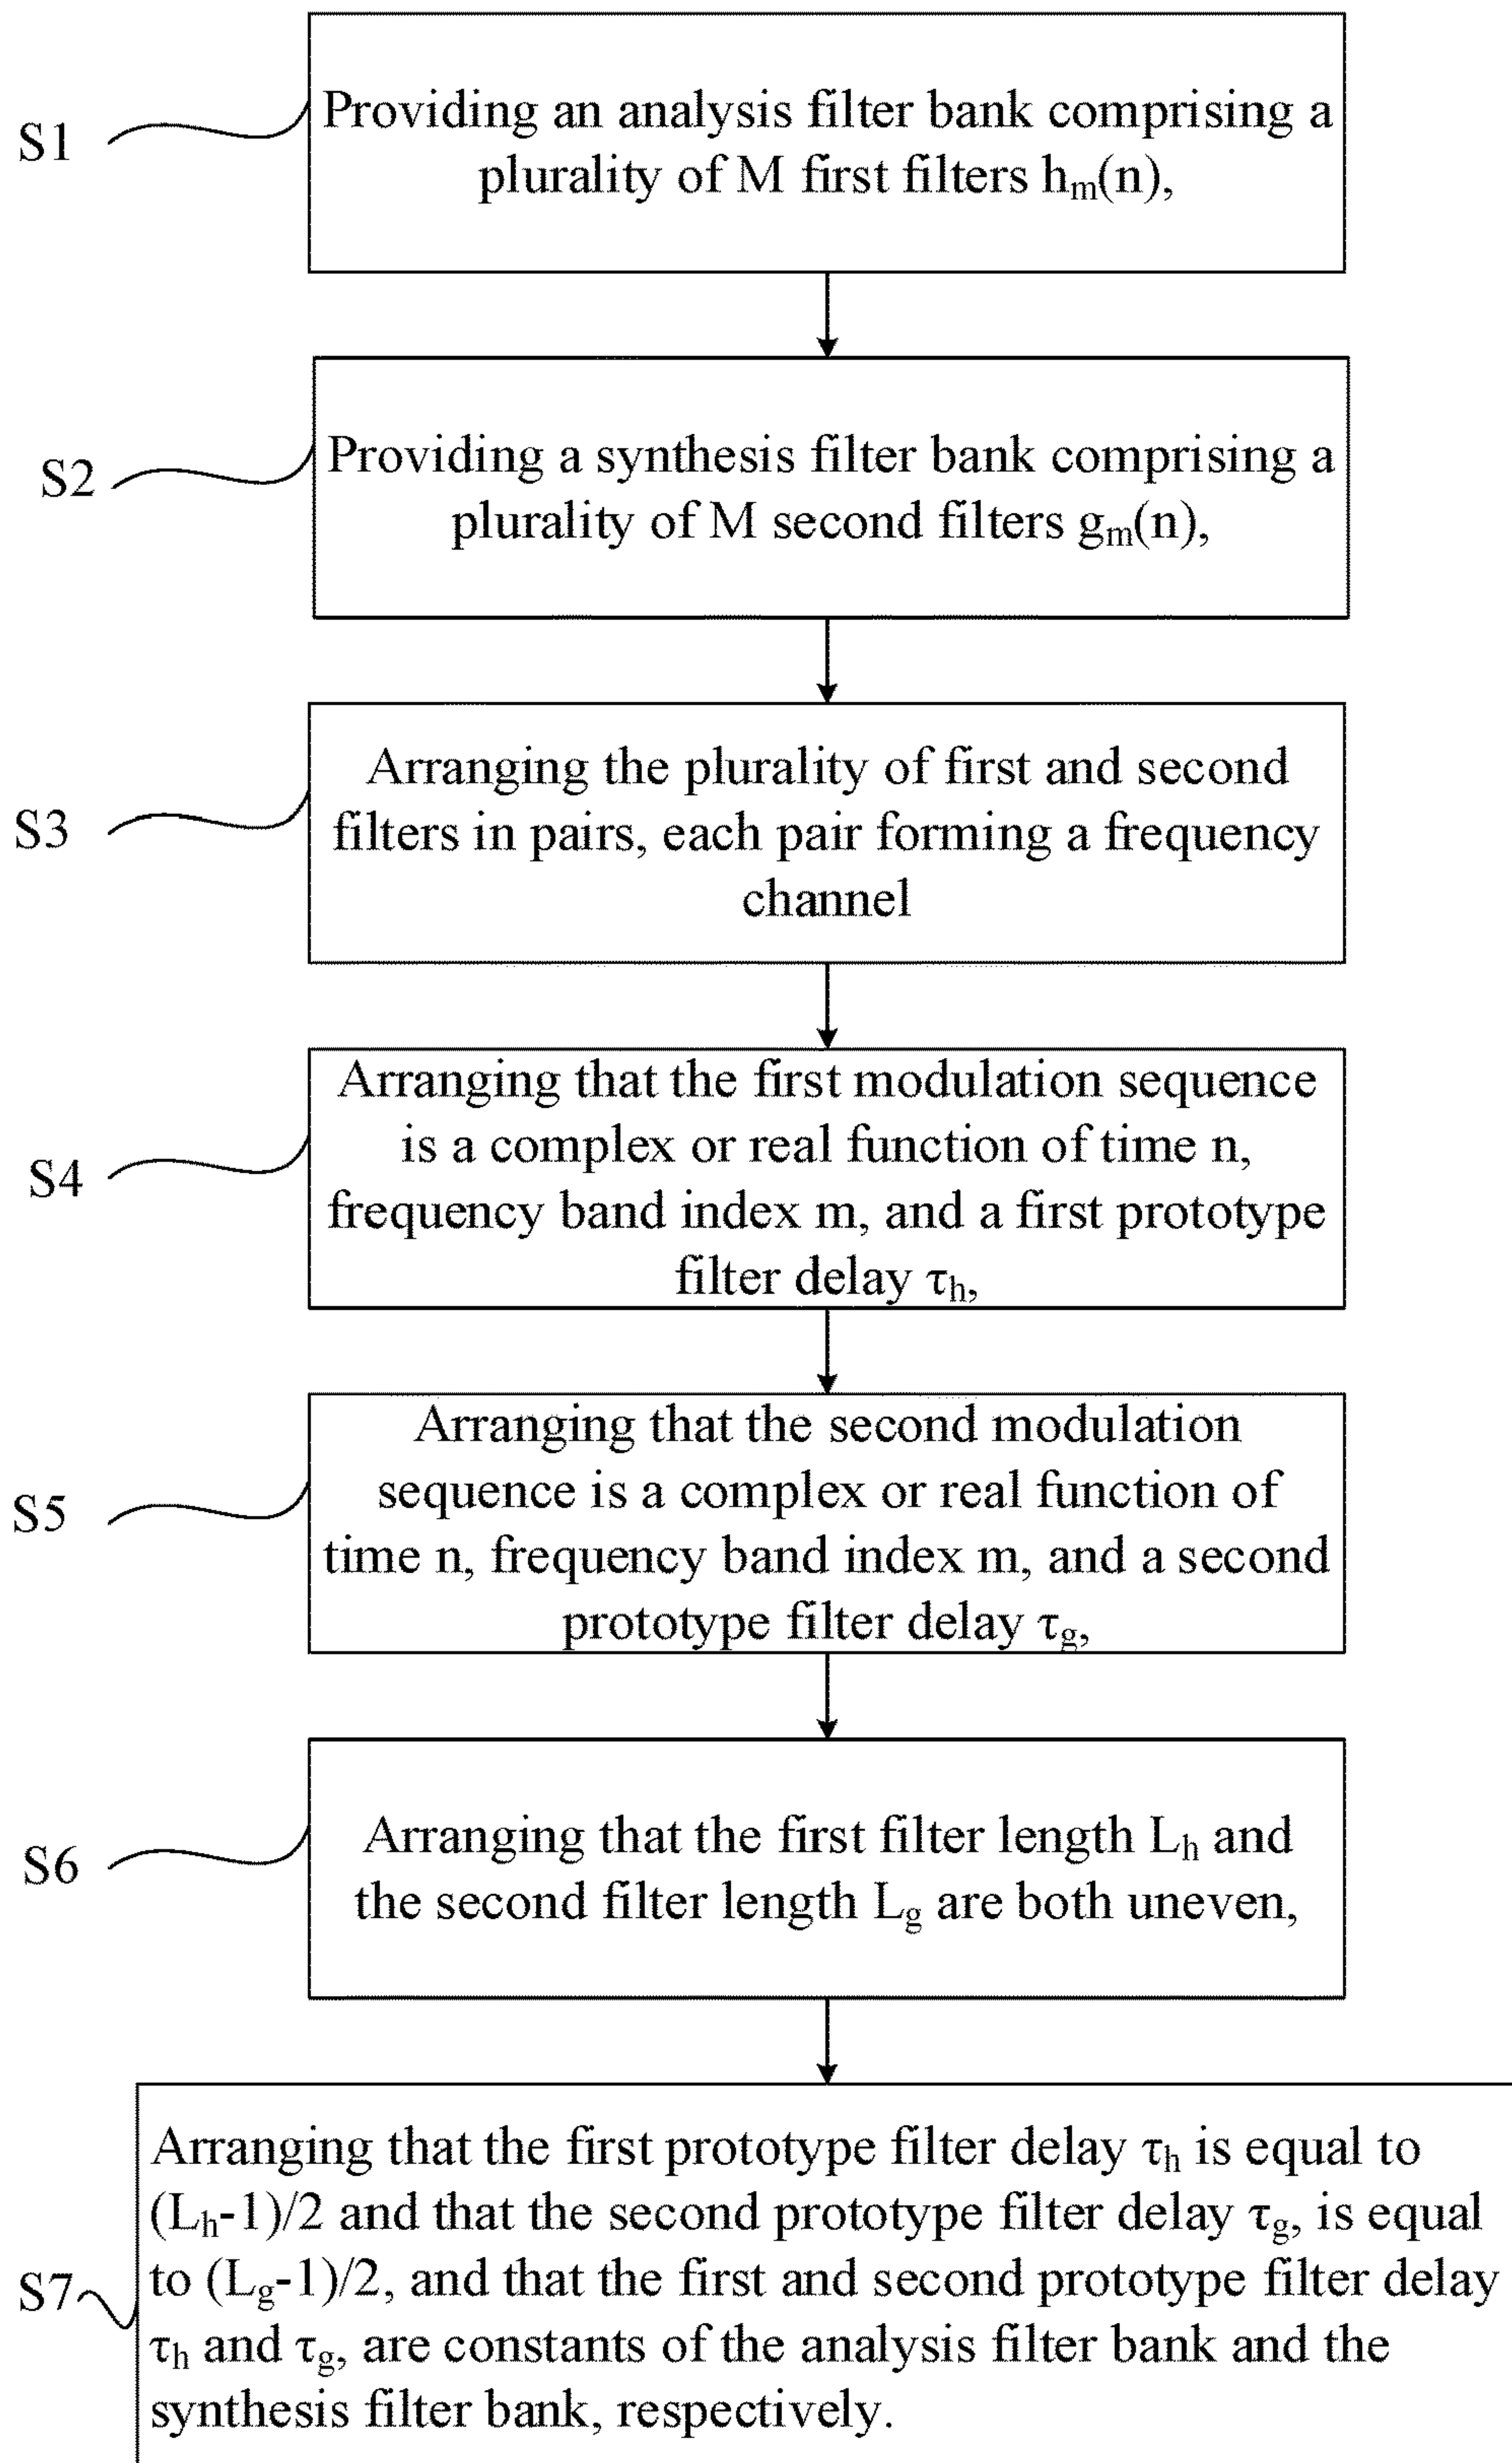 S1
Providing an analysis filter bank comprising a
plurality of M first filters hₘ(n),
S2
Providing a synthesis filter bank comprising a
plurality of M second filters gₘ(n),
S3
Arranging the plurality of first and second
filters in pairs, each pair forming a frequency
channel
S4
Arranging that the first modulation sequence
is a complex or real function of time n,
frequency band index m, and a first prototype
filter delay τh,
S5
Arranging that the second modulation
sequence is a complex or real function of
time n, frequency band index m, and a second
prototype filter delay τg,
S6
Arranging that the first filter length Lh and
the second filter length Lg are both uneven,
S7
Arranging that the first prototype filter delay τh is equal to
(Lh-1)/2 and that the second prototype filter delay τg, is equal
to (Lg-1)/2, and that the first and second prototype filter delay
τh and τg, are constants of the analysis filter bank and the
synthesis filter bank, respectively.